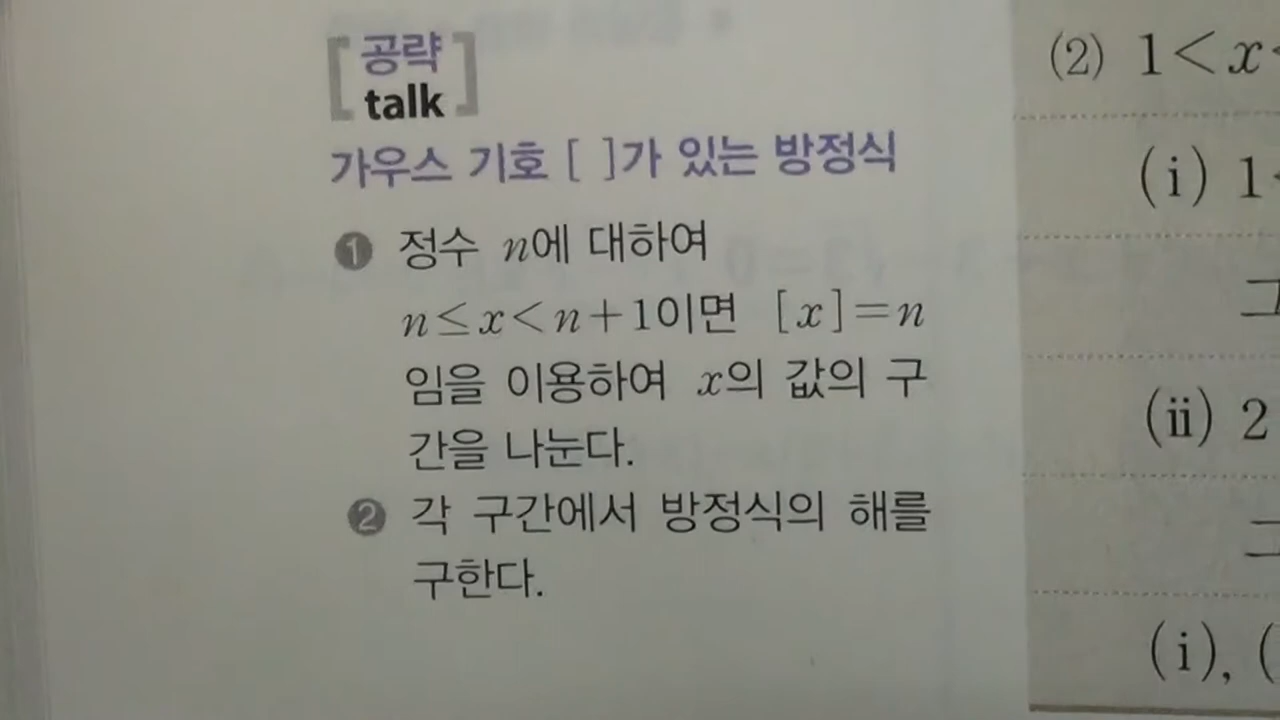 [공략 talk]
가우스 기호 [ ]가 있는 방정식
❶ 정수 n에 대하여
n≤x<n+1이면 [x]=n
임을 이용하여 x의 값의 구
간을 나눈다.
❷ 각 구간에서 방정식의 해를
구한다.
(2) 1<x
(ⅰ) 1
그
(ⅱ) 2
그
(ⅰ), (